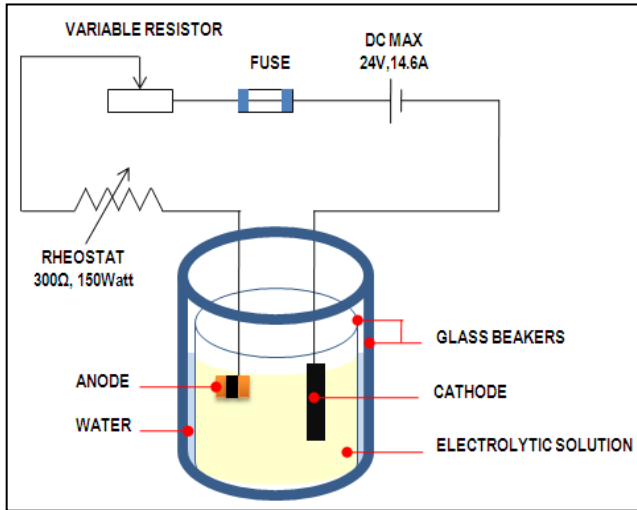 VARIABLE RESISTOR
FUSE
DC MAX
24V,14.6A
RHEOSTAT
300Ω, 150Watt
GLASS BEAKERS
ANODE
CATHODE
WATER
ELECTROLYTIC SOLUTION